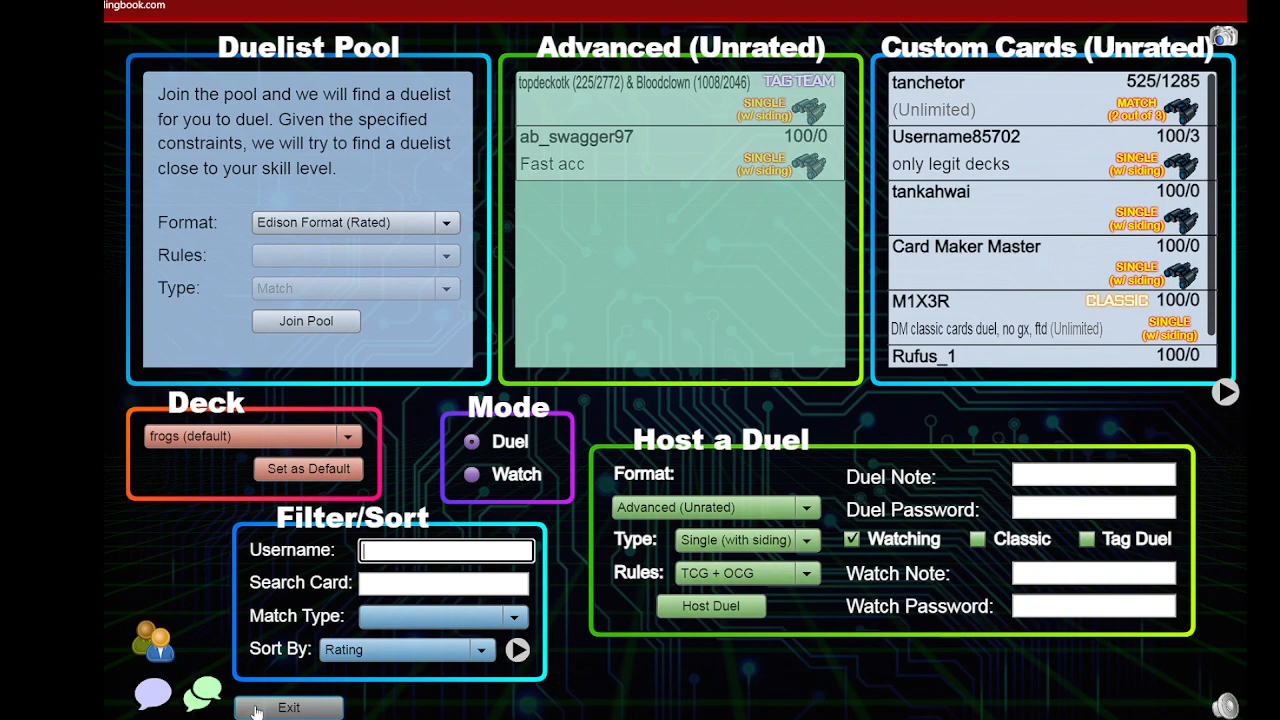 lingbook.com
Duelist Pool
Join the pool and we will find a duelist
for you to duel. Given the specified
constraints, we will try to find a duelist
close to your skill level.
Format: Edison Format (Rated)
Rules:
Type: Match
Join Pool
Advanced (Unrated)
topdeckotk (225/2772) & Bloodclown (1008/2046) TAG TEAM
SINGLE
(w/ siding)
ab_swagger97 100/0
Fast acc SINGLE
(w/ siding)
Custom Cards (Unrated)
tanchetor 525/1285
(Unlimited) MATCH
(2 out of 3)
Username85702 100/3
only legit decks SINGLE
(w/ siding)
tankahwai 100/0
SINGLE
(w/ siding)
Card Maker Master 100/0
SINGLE
(w/ siding)
M1X3R CLASSIC 100/0
DM classic cards duel, no gx, ftd (Unlimited) SINGLE
(w/ siding)
Rufus_1 100/0
Deck
frogs (default)
Set as Default
Mode
Duel
Watch
Filter/Sort
Username:
Search Card:
Match Type:
Sort By: Rating
Exit
Host a Duel
Format:
Advanced (Unrated)
Type: Single (with siding)
Rules: TCG + OCG
Host Duel
Duel Note:
Duel Password:
Watching Classic Tag Duel
Watch Note:
Watch Password: